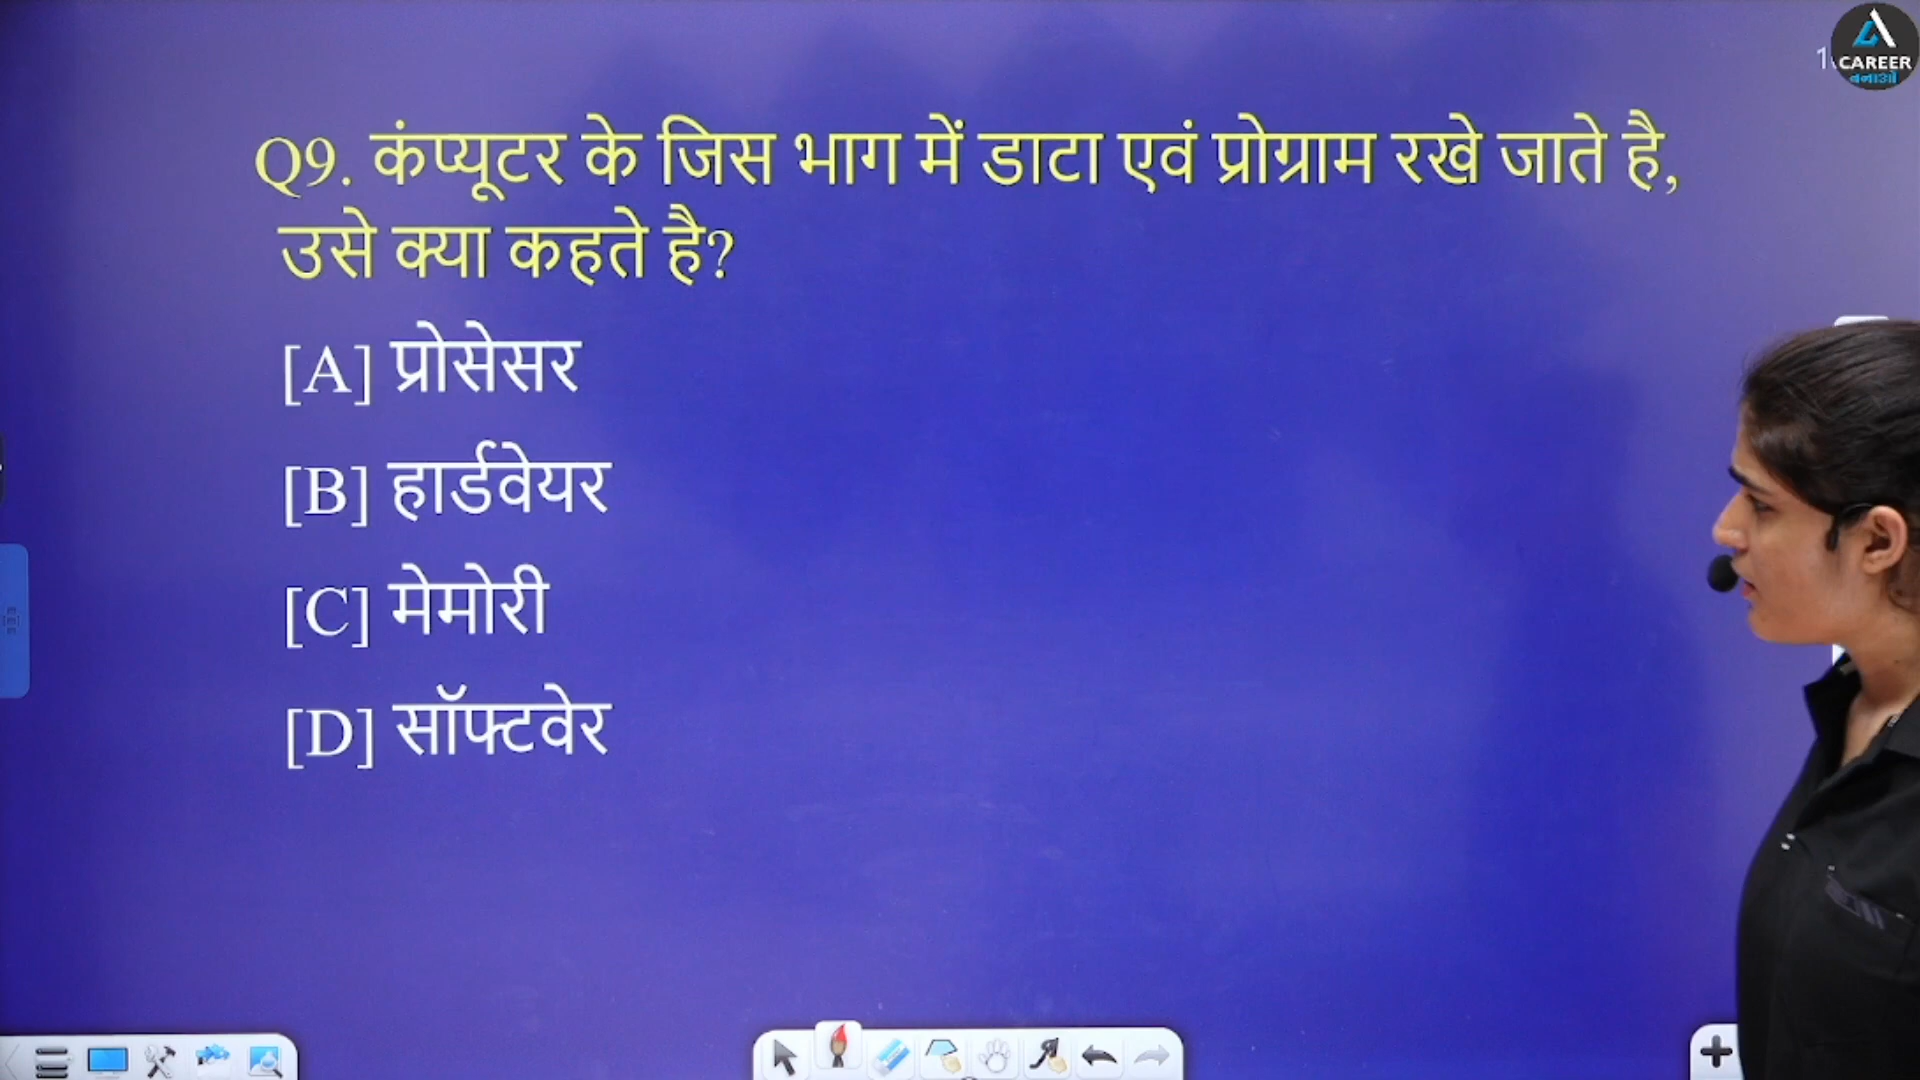 CAREER
बनाओ
Q9. कंप्यूटर के जिस भाग में डाटा एवं प्रोग्राम रखे जाते है,
उसे क्या कहते है?
[A] प्रोसेसर
[B] हार्डवेयर
[C] मेमोरी
[D] सॉफ्टवेर